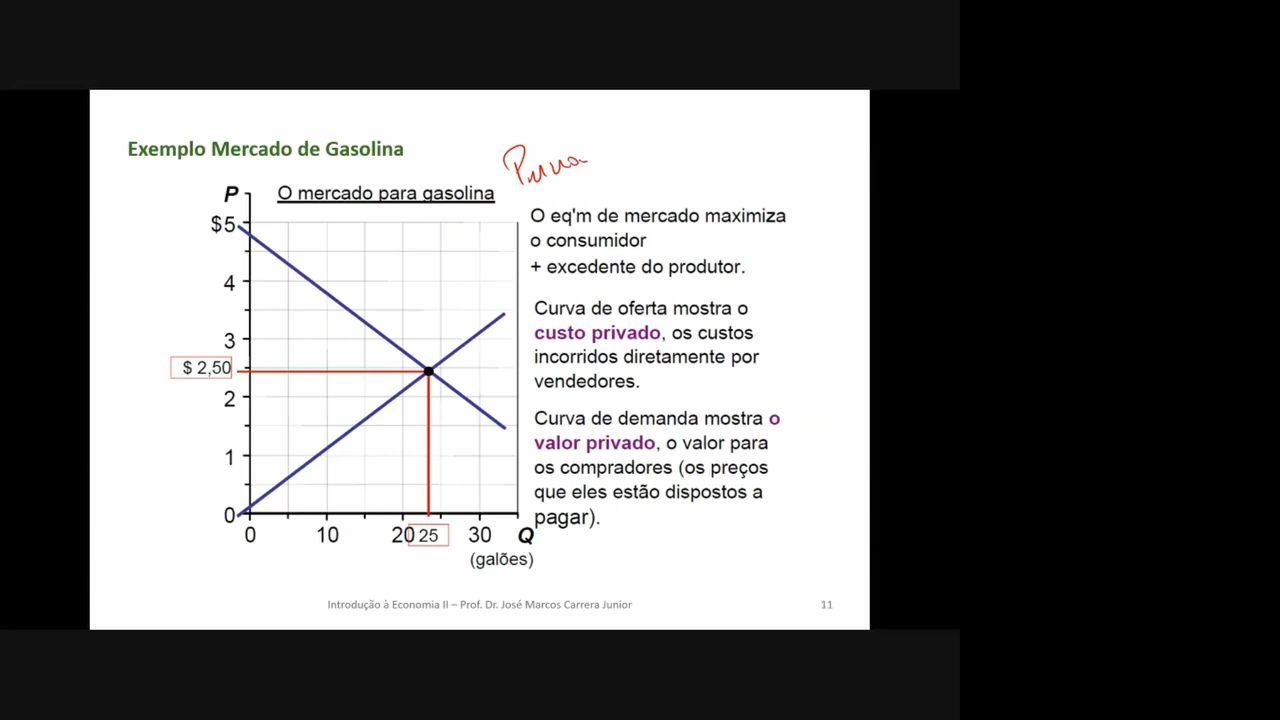 Exemplo Mercado de Gasolina
P
O mercado para gasolina
$5
4
3
$ 2,50
2
1
0
0
10
20
25
30
Q
(galões)
O eq'm de mercado maximiza
o consumidor
+ excedente do produtor.
Curva de oferta mostra o
custo privado, os custos
incorridos diretamente por
vendedores.
Curva de demanda mostra o
valor privado, o valor para
os compradores (os preços
que eles estão dispostos a
pagar).
Introdução à Economia II – Prof. Dr. José Marcos Carrera Junior
11